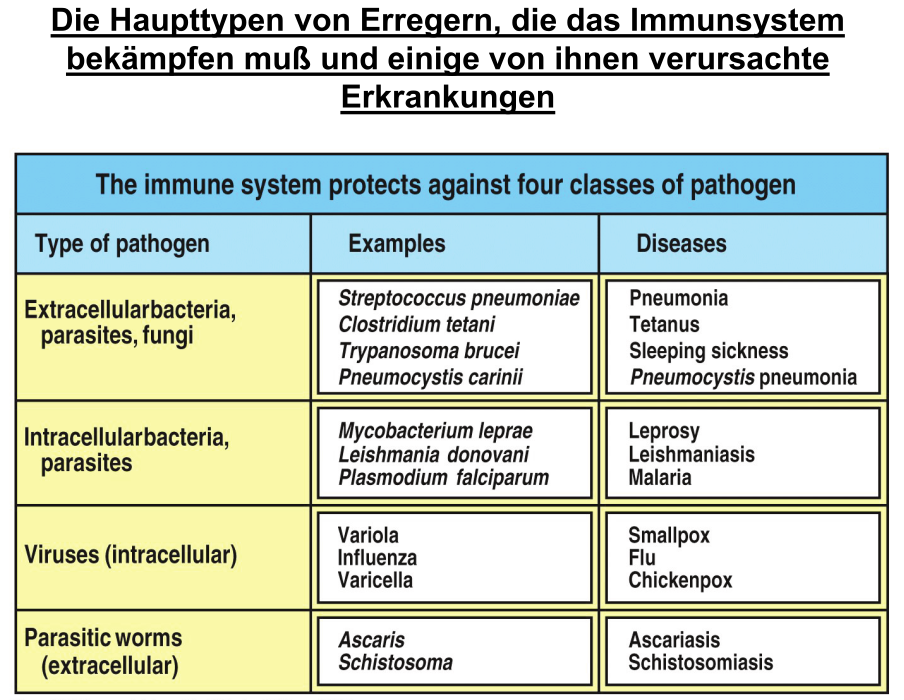 Die Haupttypen von Erregern, die das Immunsystem
bekämpfen muß und einige von ihnen verursachte
Erkrankungen
The immune system protects against four classes of pathogen
Type of pathogen Examples Diseases
Extracellularbacteria,
parasites, fungi
Streptococcus pneumoniae Pneumonia
Clostridium tetani Tetanus
Trypanosoma brucei Sleeping sickness
Pneumocystis carinii Pneumocystis pneumonia
Intracellularbacteria,
parasites
Mycobacterium leprae Leprosy
Leishmania donovani Leishmaniasis
Plasmodium falciparum Malaria
Viruses (intracellular)
Variola Smallpox
Influenza Flu
Varicella Chickenpox
Parasitic worms
(extracellular)
Ascaris Ascariasis
Schistosoma Schistosomiasis